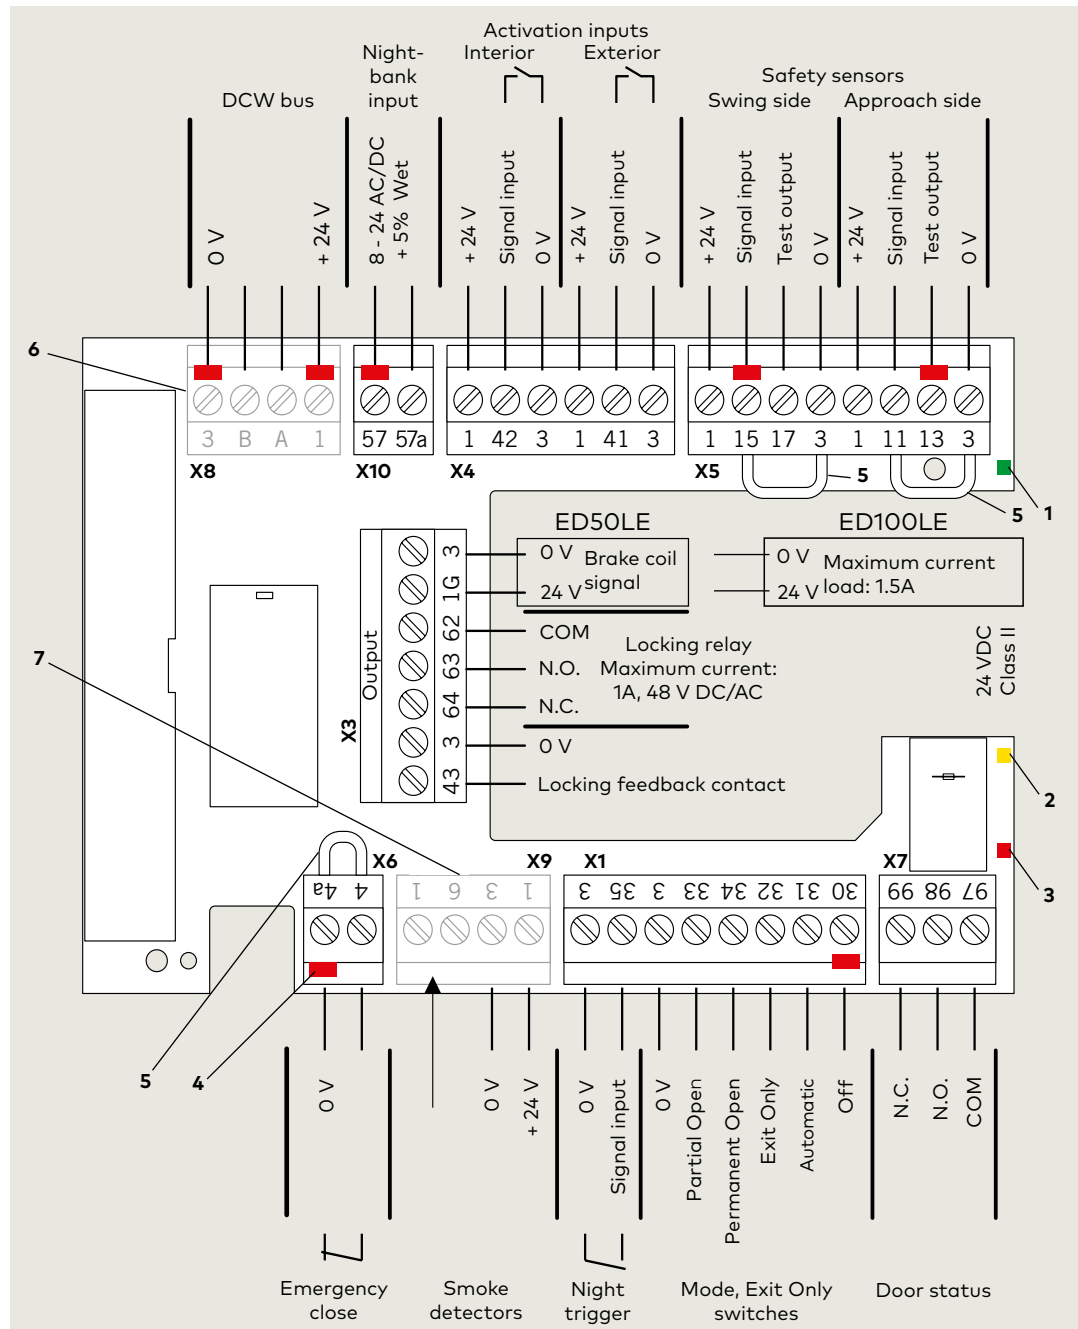 Activation inputs
Night-bank input
Interior
Exterior
Safety sensors
DCW bus
Swing side
Approach side
0 V
+ 24 V
8 - 24 AC/DC
+ 5% Wet
+ 24 V
Signal input
0 V
+ 24 V
Signal input
0 V
+ 24 V
Signal input
Test output
0 V
+ 24 V
Signal input
Test output
0 V
6
3 B A 1
57 57a
1 42 3 1 41 3
1 15 17 3 1 11 13 3
X8
X10
X4
X5
5
5
1
ED50LE
ED100LE
Output
X3
3
1G
62
63
64
3
43
0 V
24 V
Brake coil signal
0 V
24 V
Maximum current load: 1.5A
COM
N.O.
N.C.
Locking relay
Maximum current:
1A, 48 V DC/AC
0 V
Locking feedback contact
24 VDC
Class II
7
2
3
X6
X9
X1
X7
4a 4
1 6 3 1
3 35 3 33 34 32 31 30
99 98 97
5
4
0 V
0 V
+ 24 V
0 V
Signal input
0 V
Partial Open
Permanent Open
Exit Only
Automatic
Off
N.C.
N.O.
COM
Emergency close
Smoke detectors
Night trigger
Mode, Exit Only switches
Door status